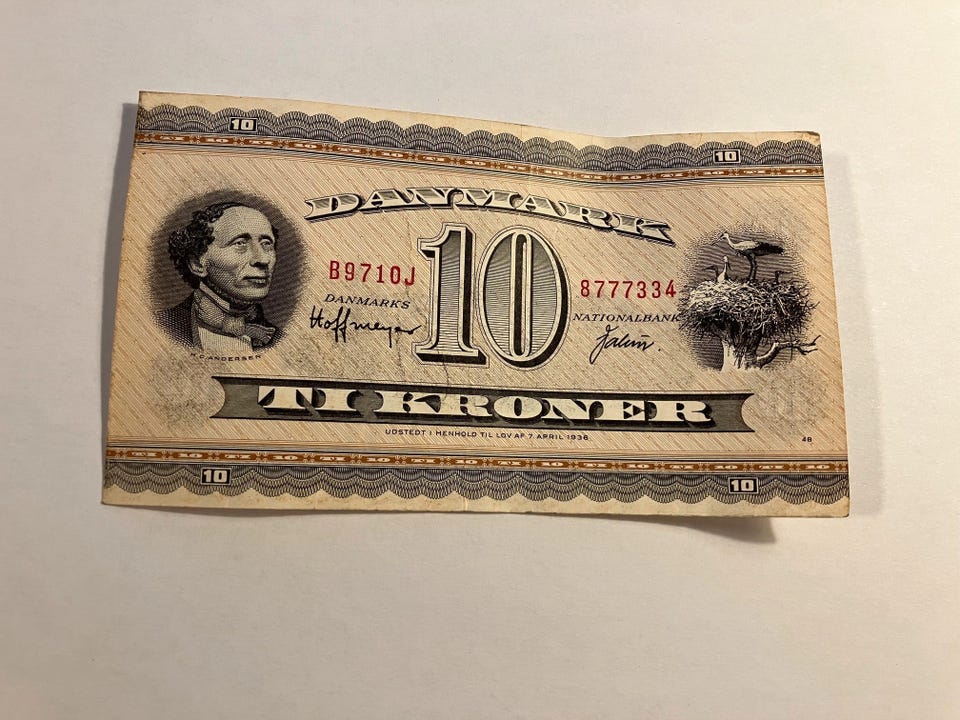 10 10
DANMARK
B9710J 10 8777334
DANMARKS NATIONALBANK
Hoffmeyer
H.C. ANDERSEN
TI KRONER
UDSTEDT I HENHOLD TIL LOV AF 7 APRIL 1936
4B
10 10